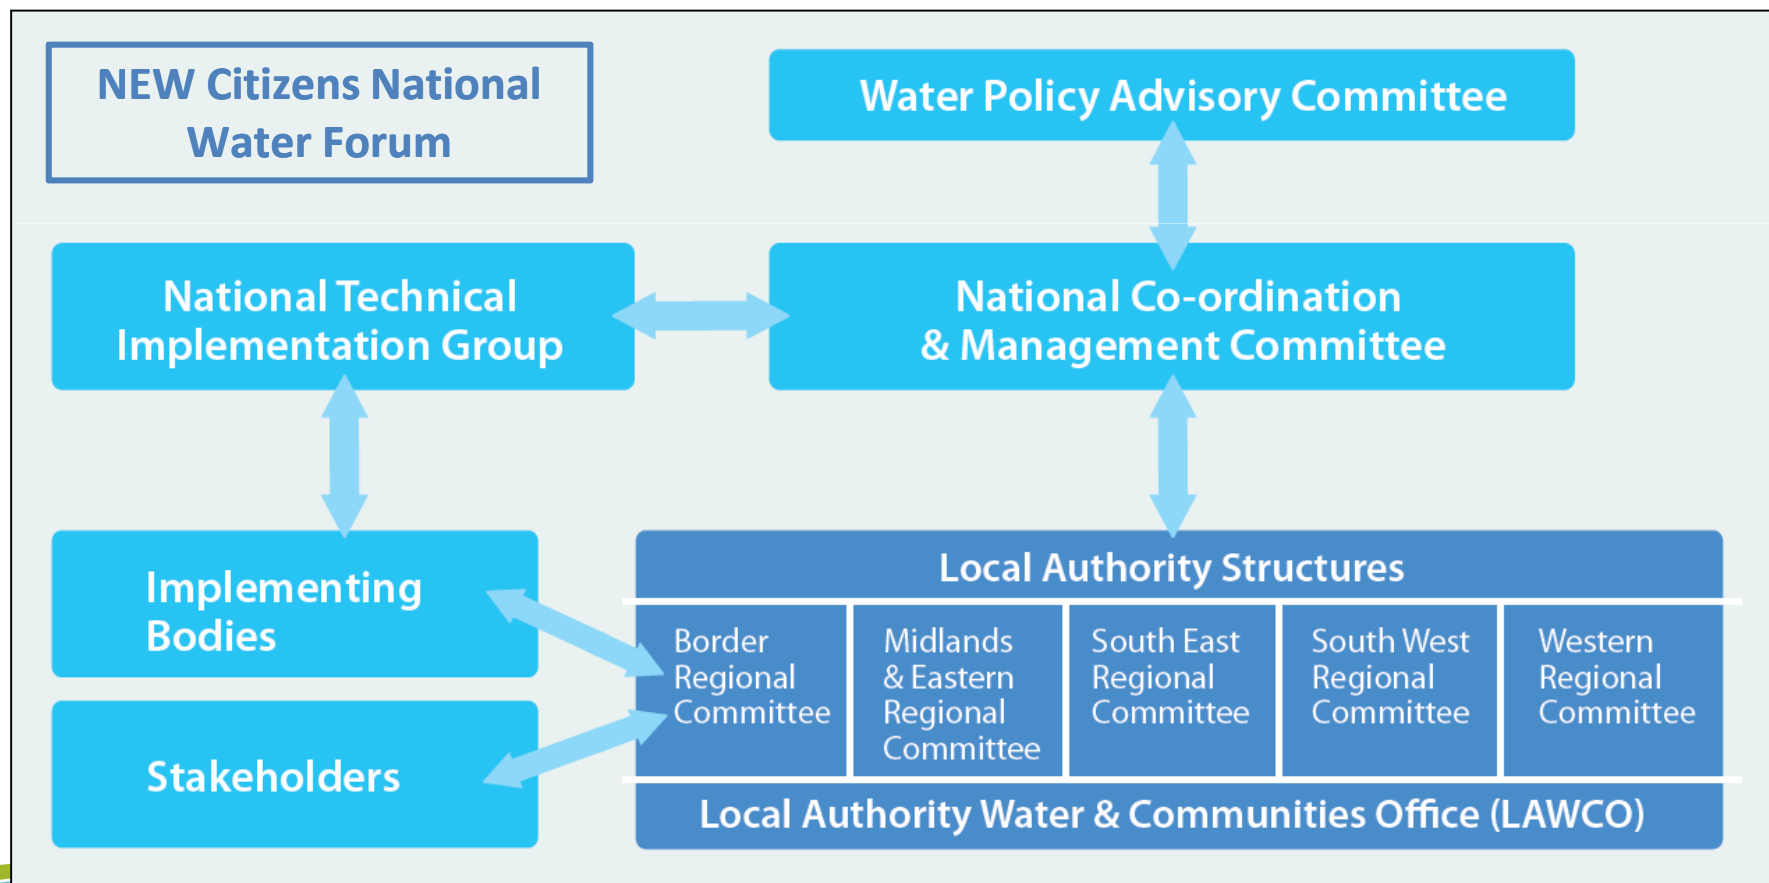 NEW Citizens National
Water Forum
Water Policy Advisory Committee
National Technical
Implementation Group
National Co-ordination
& Management Committee
Implementing
Bodies
Stakeholders
Local Authority Structures
Border
Regional
Committee
Midlands
& Eastern
Regional
Committee
South East
Regional
Committee
South West
Regional
Committee
Western
Regional
Committee
Local Authority Water & Communities Office (LAWCO)